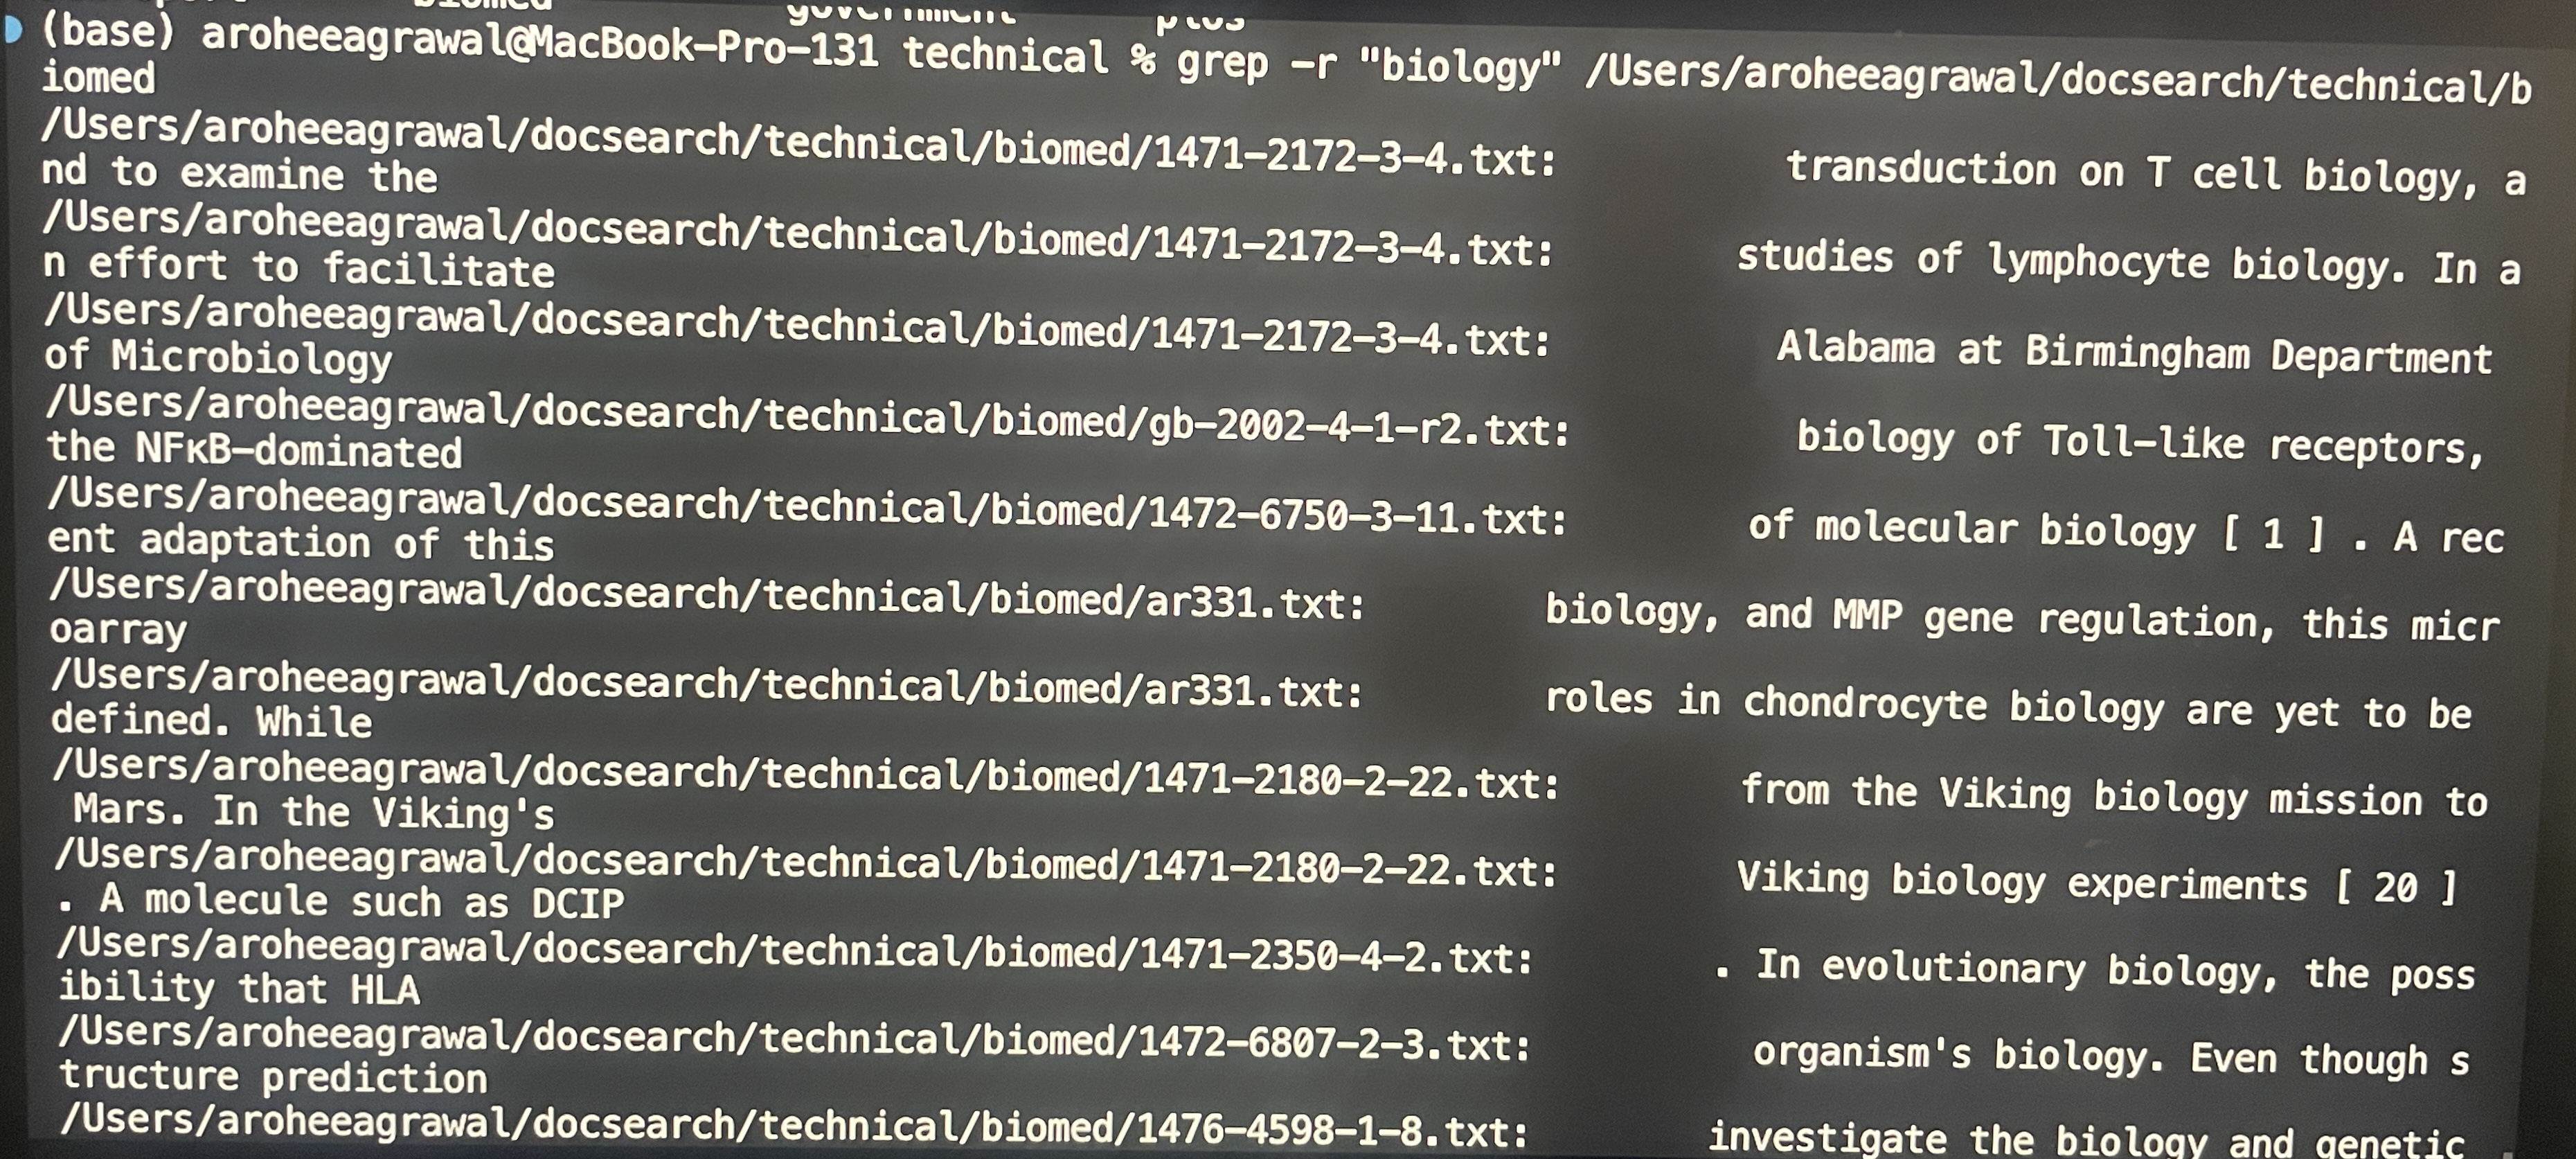 biomed government plos
(base) aroheeagrawal@MacBook-Pro-131 technical % grep -r "biology" /Users/aroheeagrawal/docsearch/technical/b
iomed
/Users/aroheeagrawal/docsearch/technical/biomed/1471-2172-3-4.txt: transduction on T cell biology, a
nd to examine the
/Users/aroheeagrawal/docsearch/technical/biomed/1471-2172-3-4.txt: studies of lymphocyte biology. In a
n effort to facilitate
/Users/aroheeagrawal/docsearch/technical/biomed/1471-2172-3-4.txt: Alabama at Birmingham Department
of Microbiology
/Users/aroheeagrawal/docsearch/technical/biomed/gb-2002-4-1-r2.txt: biology of Toll-like receptors,
the NFκB-dominated
/Users/aroheeagrawal/docsearch/technical/biomed/1472-6750-3-11.txt: of molecular biology [ 1 ] . A rec
ent adaptation of this
/Users/aroheeagrawal/docsearch/technical/biomed/ar331.txt: biology, and MMP gene regulation, this micr
oarray
/Users/aroheeagrawal/docsearch/technical/biomed/ar331.txt: roles in chondrocyte biology are yet to be
defined. While
/Users/aroheeagrawal/docsearch/technical/biomed/1471-2180-2-22.txt: from the Viking biology mission to
Mars. In the Viking's
/Users/aroheeagrawal/docsearch/technical/biomed/1471-2180-2-22.txt: Viking biology experiments [ 20 ]
. A molecule such as DCIP
/Users/aroheeagrawal/docsearch/technical/biomed/1471-2350-4-2.txt: . In evolutionary biology, the poss
ibility that HLA
/Users/aroheeagrawal/docsearch/technical/biomed/1472-6807-2-3.txt: organism's biology. Even though s
tructure prediction
/Users/aroheeagrawal/docsearch/technical/biomed/1476-4598-1-8.txt: investigate the biology and genetic